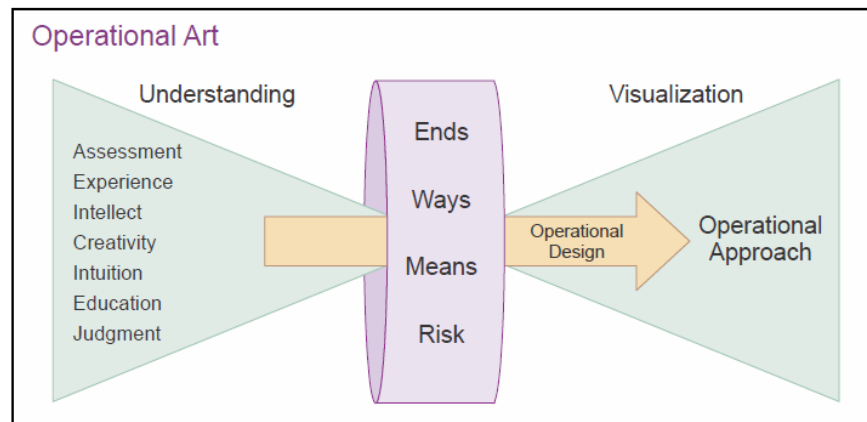 Operational Art
Understanding
Assessment
Experience
Intellect
Creativity
Intuition
Education
Judgment
Ends
Ways
Means
Risk
Visualization
Operational
Design
Operational
Approach